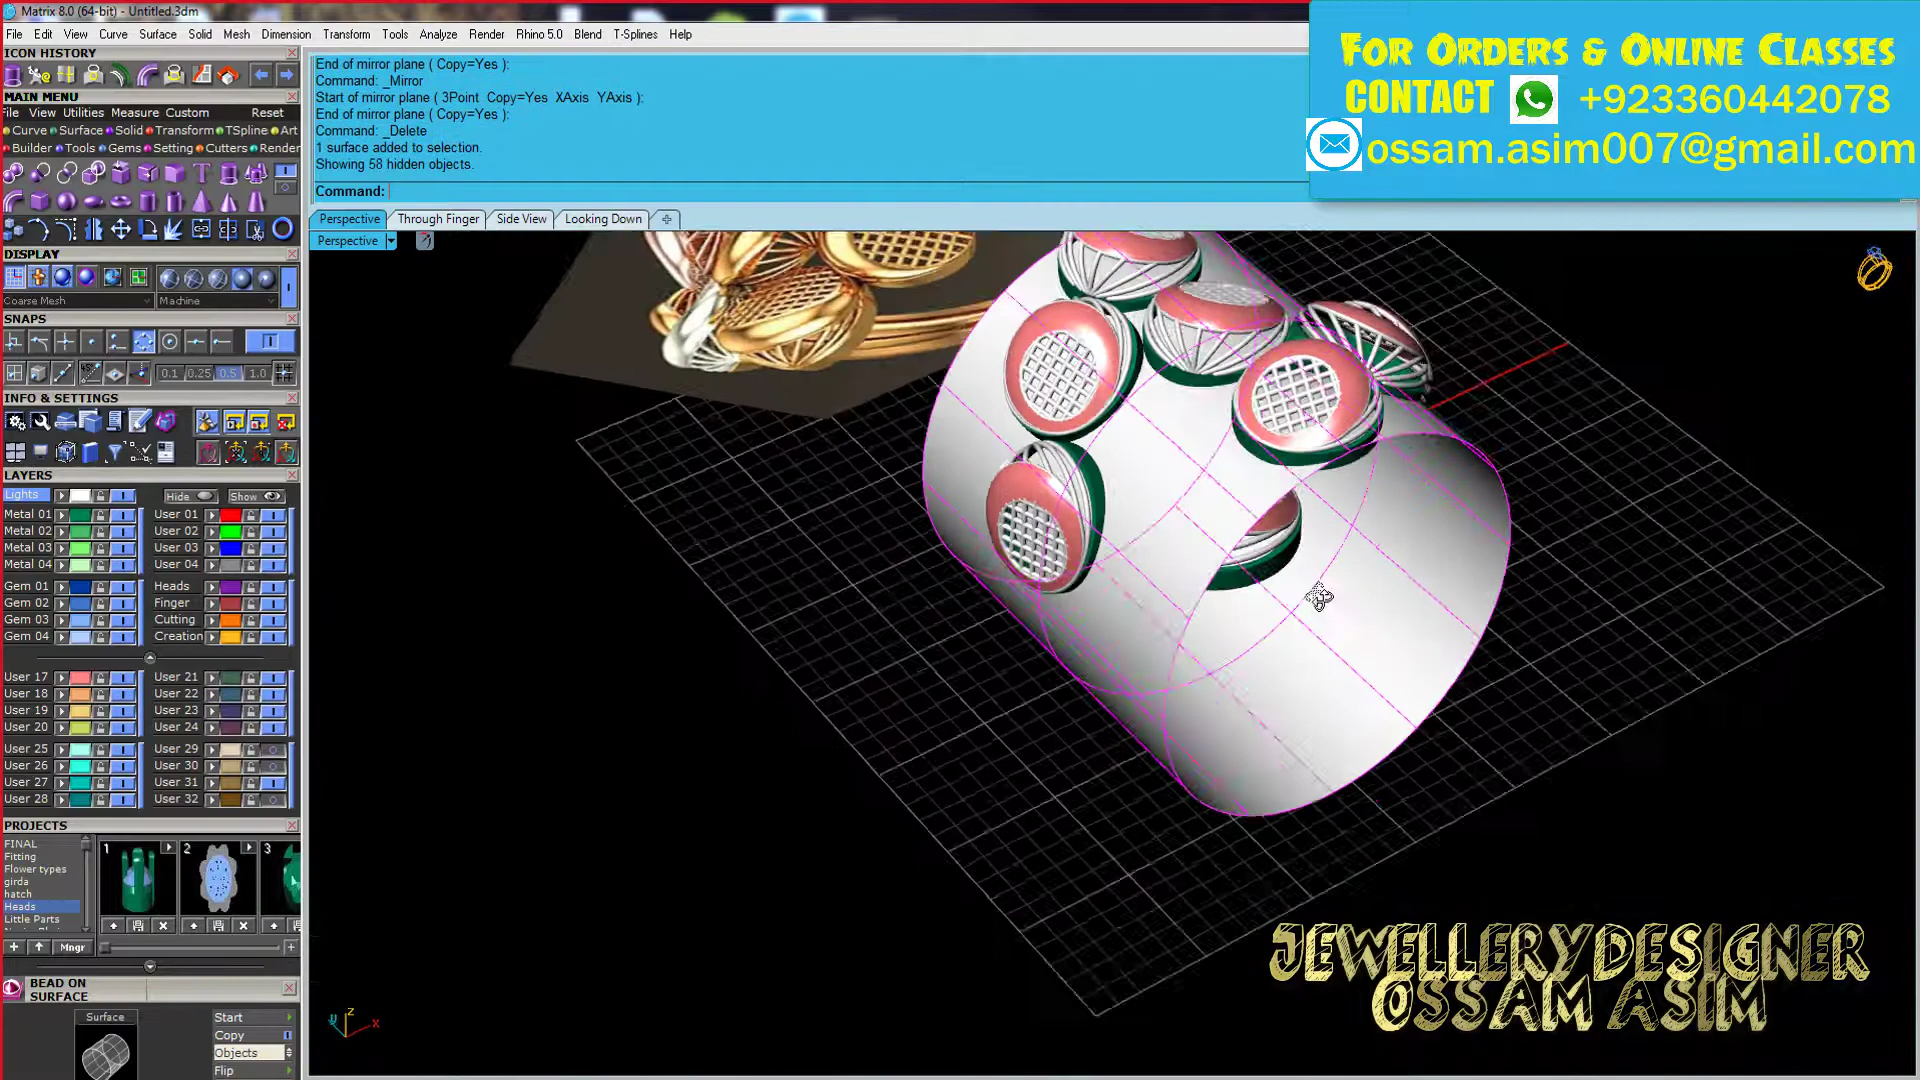 Matrix 8.0 (64-bit) - Untitled.3dm
File Edit View Curve Surface Solid Mesh Dimension Transform Tools Analyze Render Rhino 5.0 Blend T-Splines Help
FOR ORDERS & ONLINE CLASSES
CONTACT +923360442078
ossam.asim007@gmail.com
ICON HISTORY
MAIN MENU
File View Utilities Measure Custom Reset
Curve Surface Solid Transform TSpline Art
Builder Tools Gems Setting Cutters Render
End of mirror plane ( Copy=Yes ):
Command: _Mirror
Start of mirror plane ( 3Point Copy=Yes XAxis YAxis ):
End of mirror plane ( Copy=Yes ):
Command: _Delete
1 surface added to selection.
Showing 58 hidden objects.
Command:
Perspective Through Finger Side View Looking Down
Perspective
DISPLAY
Coarse Mesh Machine
SNAPS
0.1 0.25 0.5 1.0
INFO & SETTINGS
LAYERS
Lights Hide Show
Metal 01 User 01
Metal 02 User 02
Metal 03 User 03
Metal 04 User 04
Gem 01 Heads
Gem 02 Finger
Gem 03 Cutting
Gem 04 Creation
User 17 User 21
User 18 User 22
User 19 User 23
User 20 User 24
User 25 User 29
User 26 User 30
User 27 User 31
User 28 User 32
PROJECTS
FINAL
Fitting
Flower types
girda
hatch
Heads
Little Parts
1 2 3
Mngr
BEAD ON SURFACE
Surface
Start
Copy
Objects
Flip
z
y x
JEWELLERY DESIGNER
OSSAM ASIM